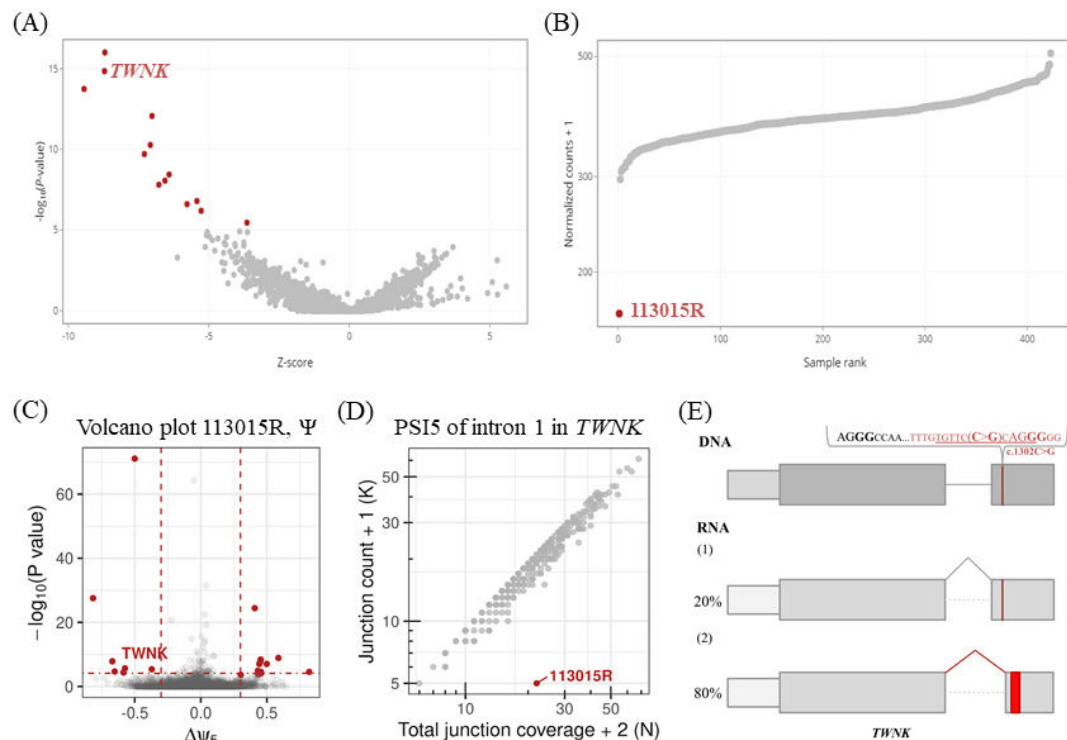 (A)
15
10
5
0
-log10(P-value)
TWNK
-10
-5
0
5
Z-score
(B)
500
300
200
Normalized counts + 1
113015R
0
100
200
300
400
Sample rank
(C)
Volcano plot 113015R, Ψ
60
40
20
0
− log10(P value)
TWNK
-0.5
0.0
0.5
Δψ5
(D)
PSI5 of intron 1 in TWNK
50
30
10
5
Junction count + 1 (K)
113015R
10
30
50
Total junction coverage + 2 (N)
(E)
AGGGCCAA...TTTGTGTTC(C>G)CAGGGGG
DNA
c.1302C>G
RNA
(1)
20%
(2)
80%
TWNK